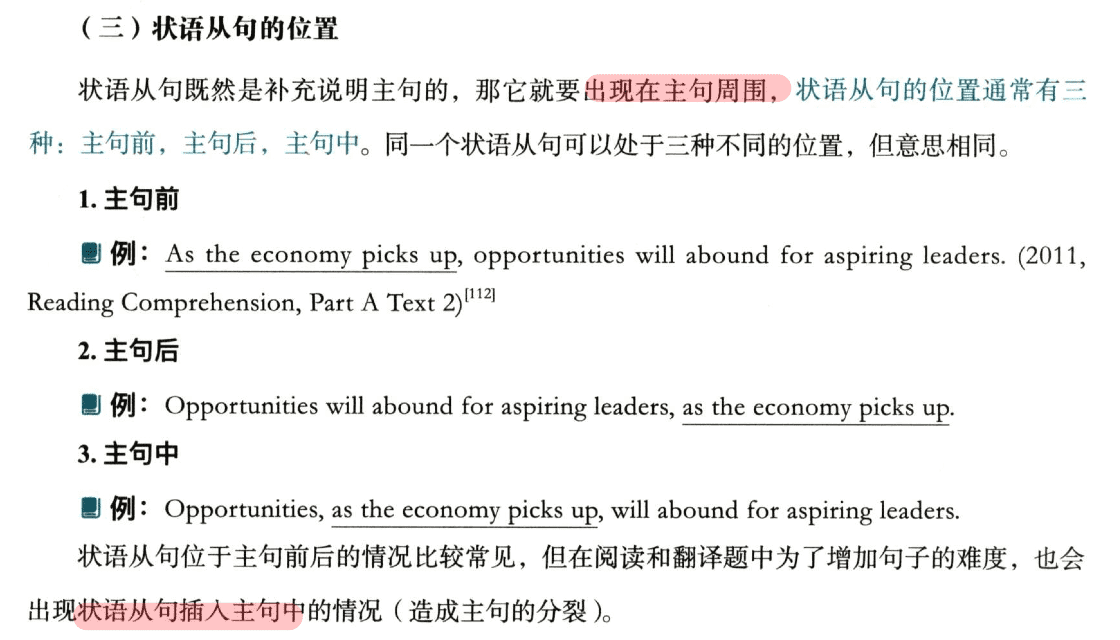 （三）状语从句的位置
状语从句既然是补充说明主句的，那它就要出现在主句周围，状语从句的位置通常有三
种：主句前，主句后，主句中。同一个状语从句可以处于三种不同的位置，但意思相同。
1. 主句前
例：As the economy picks up, opportunities will abound for aspiring leaders. (2011,
Reading Comprehension, Part A Text 2)[112]
2. 主句后
例：Opportunities will abound for aspiring leaders, as the economy picks up.
3. 主句中
例：Opportunities, as the economy picks up, will abound for aspiring leaders.
状语从句位于主句前后的情况比较常见，但在阅读和翻译题中为了增加句子的难度，也会
出现状语从句插入主句中的情况（造成主句的分裂）。